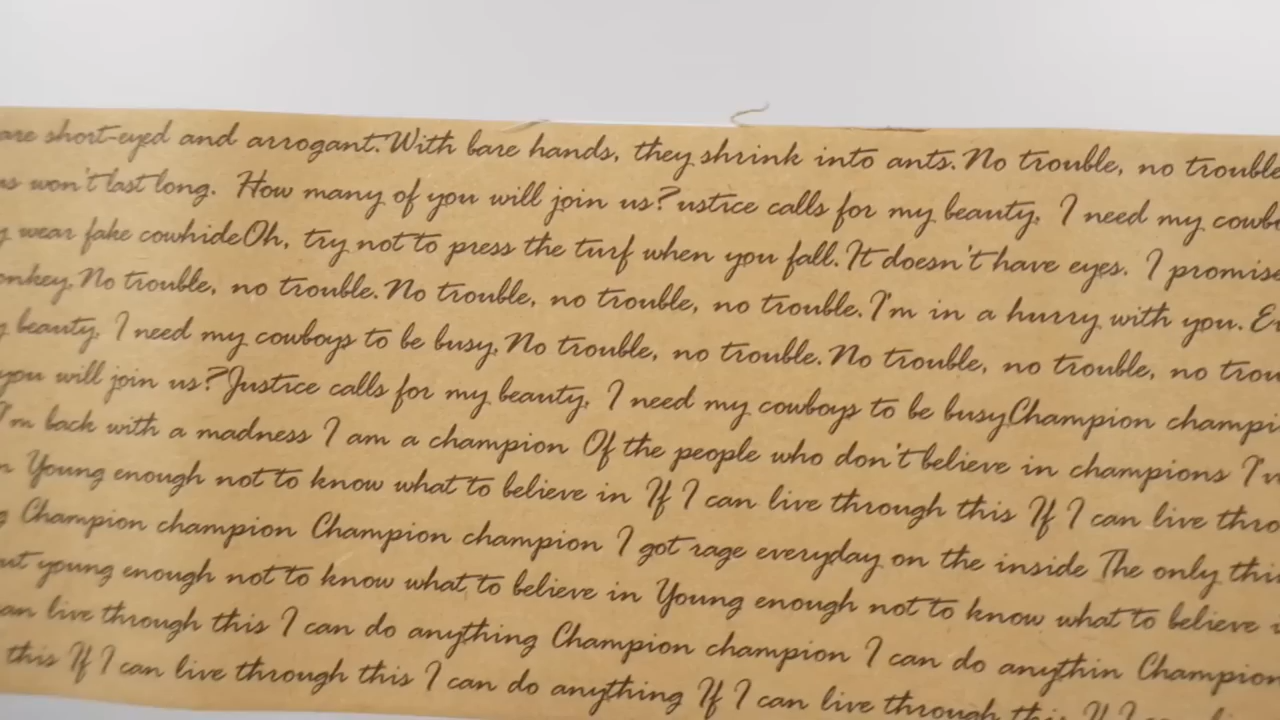 are short-eyed and arrogant.With bare hands, they shrink into ants.No trouble, no trouble
won't last long. How many of you will join us?ustice calls for my beauty, I need my cowbo
wear fake cowhideOh, try not to press the turf when you fall.It doesn't have eyes. I promise
onkey,No trouble, no trouble.No trouble, no trouble, no trouble.I'm in a hurry with you.
beauty, I need my cowboys to be busy,No trouble, no trouble.No trouble, no trouble, no trou
you will join us?Justice calls for my beauty, I need my cowboys to be busyChampion champi
I'm back with a madness I am a champion Of the people who don't believe in champions I'v
Young enough not to know what to believe in If I can live through this If I can live thro
Champion champion Champion champion I got rage everyday on the inside The only thin
ut young enough not to know what to believe in Young enough not to know what to believe
an live through this I can do anything Champion champion I can do anythin Champion
this If I can live through this I can do anything If I can live through this If I can